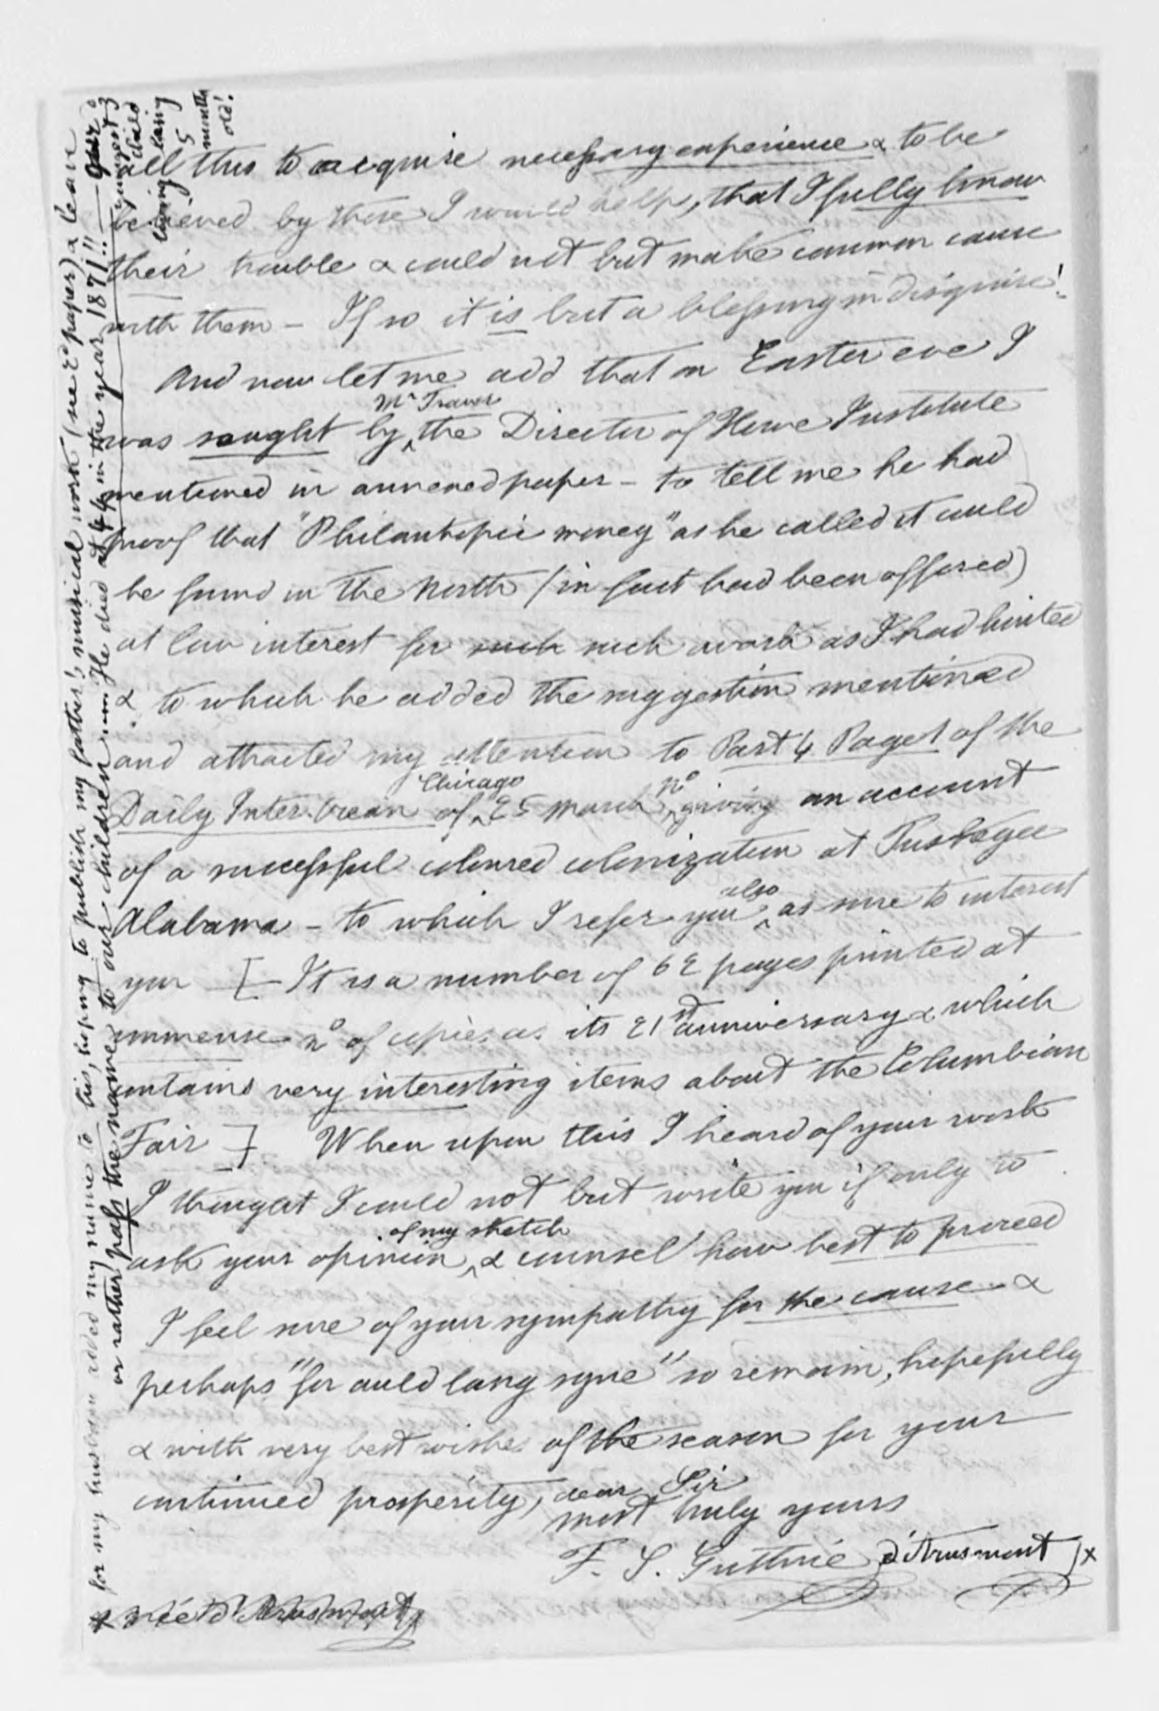 all this to acquire necessary experience & to be
believed by those I would help, that I fully know
their trouble & could not but make common cause
with them – If so it is but a blessing in disguise!
And now let me add that on Easter eve I
Mr Traver
was sought by ^ the Director of Howe Institute
mentioned in annexed paper – to tell me he had
proof that "Philantopic money" as he called it could
be found in the North (in fact had been offered)
at low interest for such such work as I had hinted
& to which he added the suggestion mentioned
and attracted my attention to Part 4 Page 1 of the
Chicago no
Daily Inter. Ocean of ^ 25 March ^ giving an account
of a successful coloured colonization at Tuskegee
also
Alabama – to which I refer you ^ as sure to interest
you [– It is a number of 62 pages printed at
immense no of copies as its 21st anniversary & which
contains very interesting items about the Columbian
Fair ] When upon this I heard of your work
I thought I could not but write you if only to
of my sketch
ask your opinion, ^ & counsel how best to proceed
I feel sure of your sympathy for the cause – &
perhaps "for auld lang syne" so remain, hopefully
& with very best wishes of the season for your
continued prosperity, dear Sir
most truly yours
F. S. Guthrie d'Arusmont ]x
x née d'Arusmont
x for my husband added my name to his, hoping to publish my father's musical work (see 2d paper) & leave
or rather pass the name to our children. He died at in the year 1871!! – our
youngest
child
living being
5
months
old!